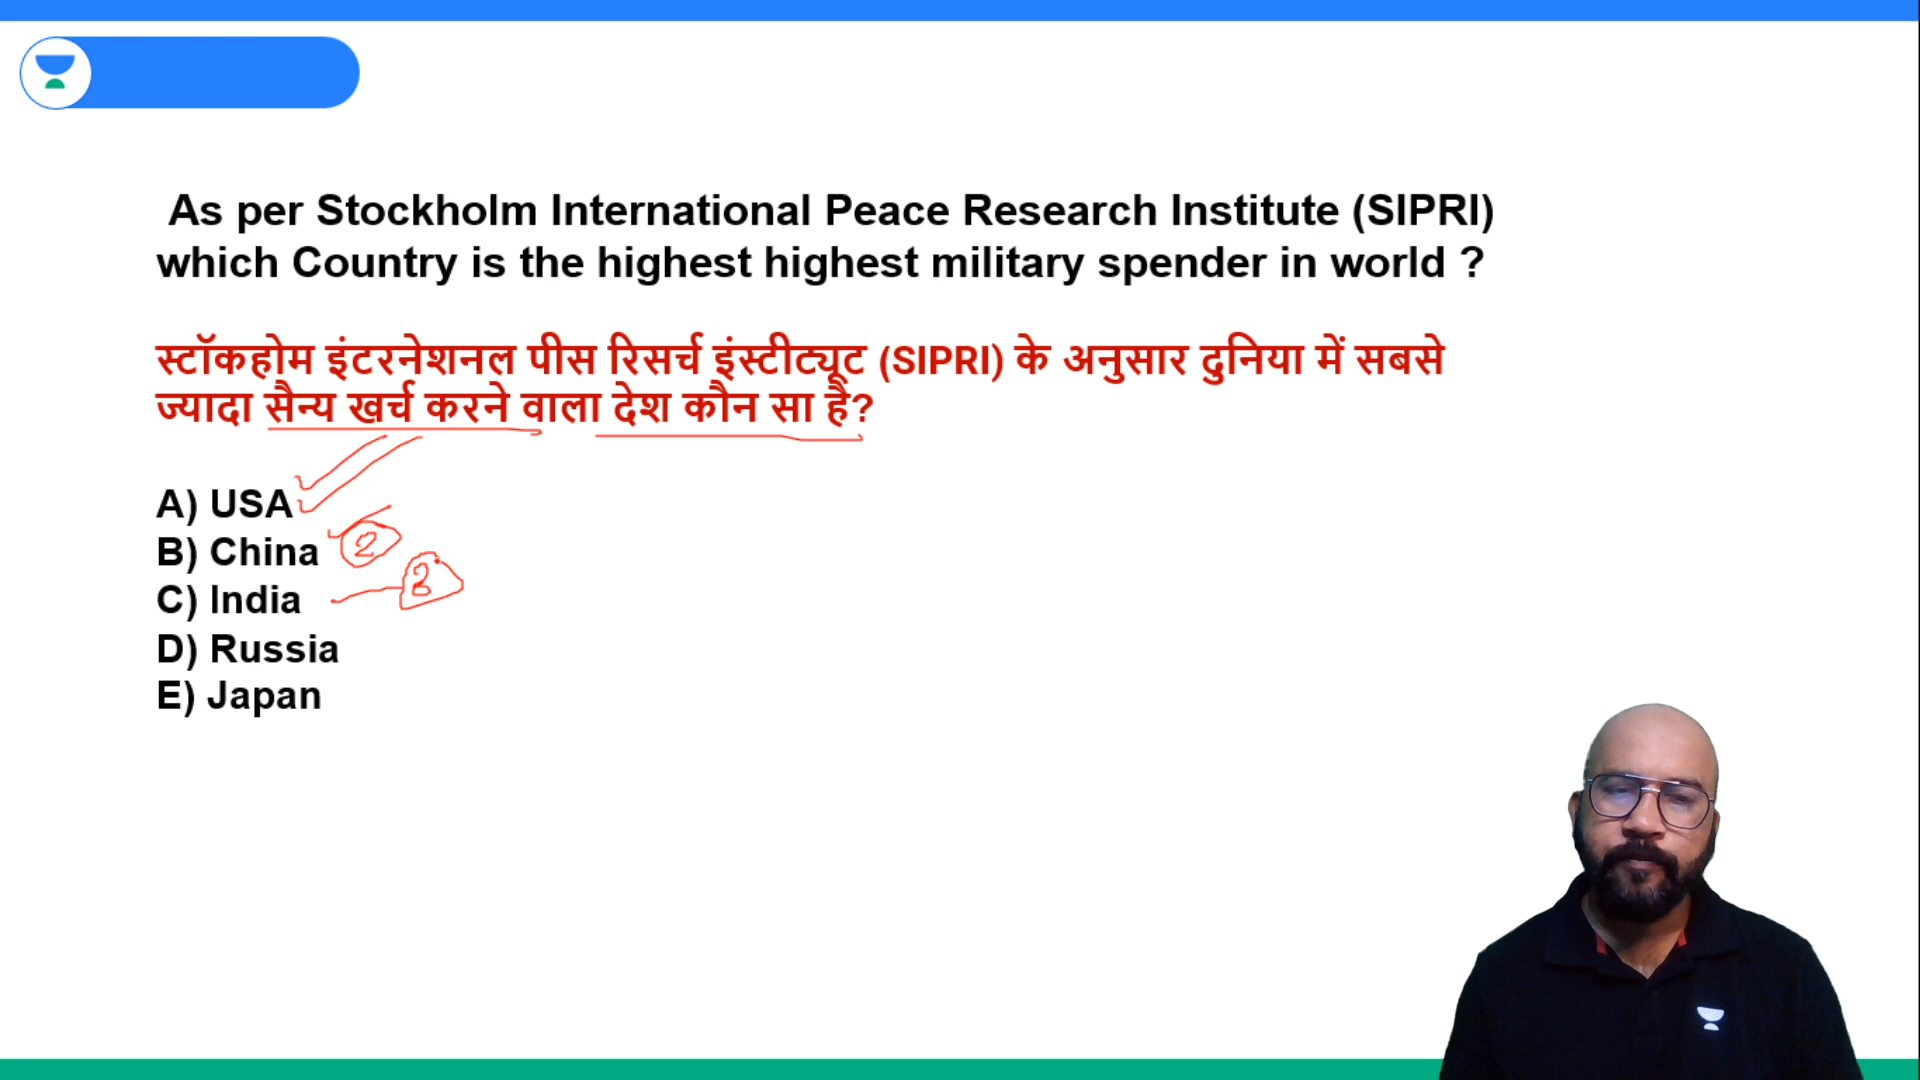 As per Stockholm International Peace Research Institute (SIPRI)
which Country is the highest highest military spender in world ?
स्टॉकहोम इंटरनेशनल पीस रिसर्च इंस्टीट्यूट (SIPRI) के अनुसार दुनिया में सबसे
ज्यादा सैन्य खर्च करने वाला देश कौन सा है?
A) USA
B) China 2
C) India
D) Russia
E) Japan